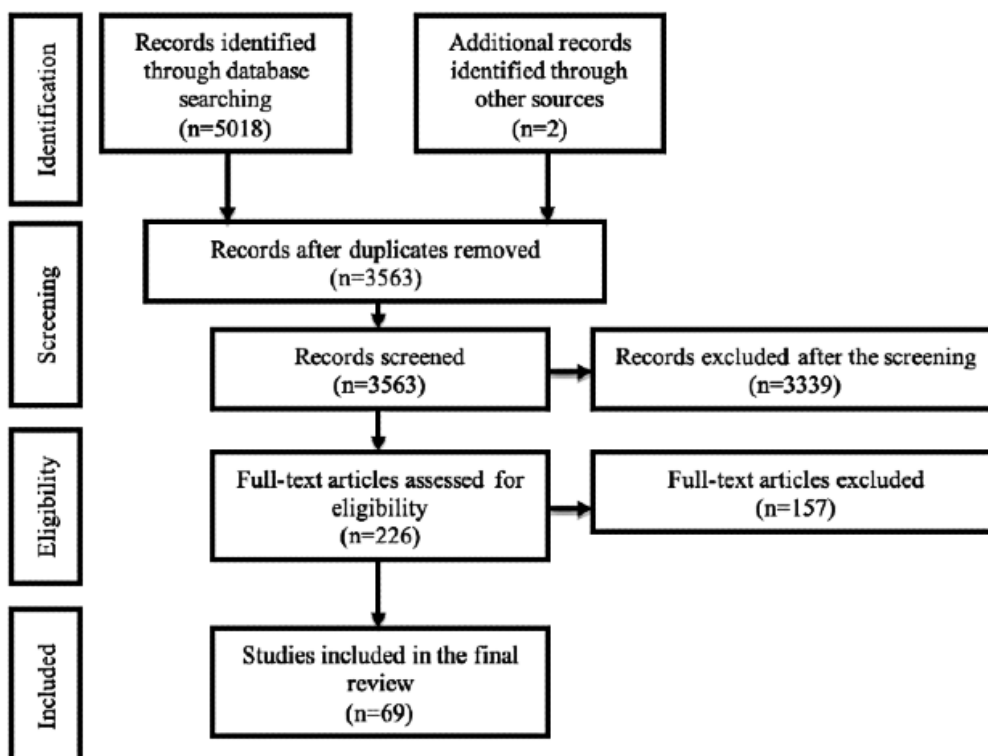 Identification
Records identified
through database
searching
(n=5018)
Additional records
identified through
other sources
(n=2)
Screening
Records after duplicates removed
(n=3563)
Records screened
(n=3563)
Records excluded after the screening
(n=3339)
Eligibility
Full-text articles assessed for
eligibility
(n=226)
Full-text articles excluded
(n=157)
Included
Studies included in the final
review
(n=69)